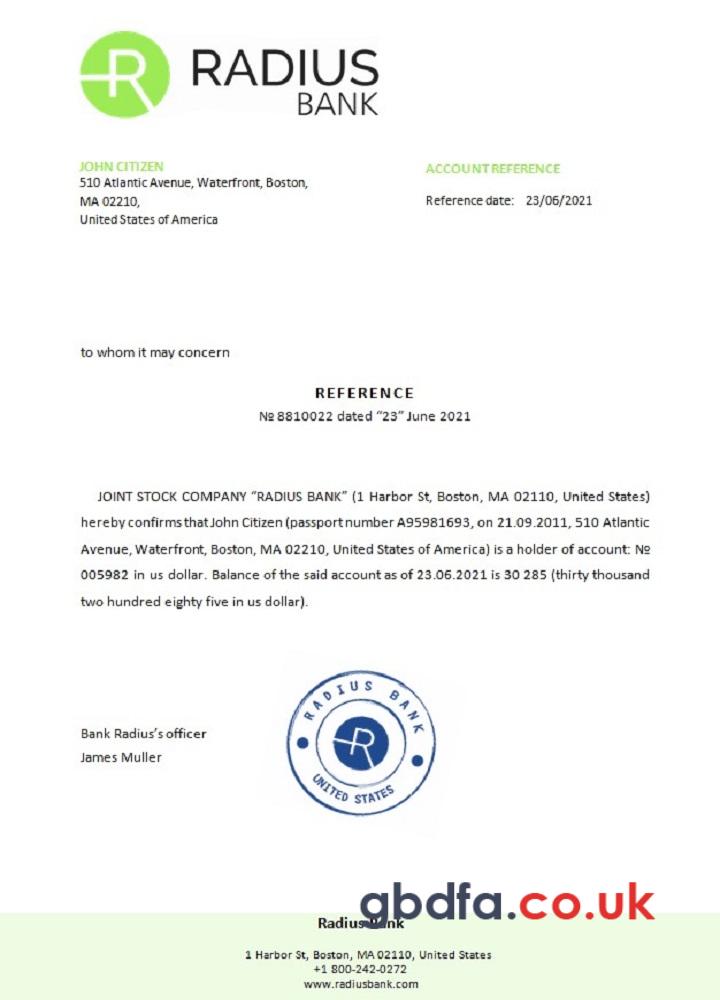 RADIUS
BANK
JOHN CITIZEN
510 Atlantic Avenue, Waterfront, Boston,
MA 02210,
United States of America
ACCOUNT REFERENCE
Reference date: 23/06/2021
to whom it may concern
REFERENCE
№ 8810022 dated “23” June 2021
JOINT STOCK COMPANY “RADIUS BANK” (1 Harbor St, Boston, MA 02110, United States)
hereby confirms that John Citizen (passport number A95981693, on 21.09.2011, 510 Atlantic
Avenue, Waterfront, Boston, MA 02210, United States of America) is a holder of account: №
005982 in us dollar. Balance of the said account as of 23.06.2021 is 30 285 (thirty thousand
two hundred eighty five in us dollar).
Bank Radius’s officer
James Muller
RADIUS BANK
R
UNITED STATES
gbdfa.co.uk
Radius Bank
1 Harbor St, Boston, MA 02110, United States
+1 800-242-0272
www.radiusbank.com